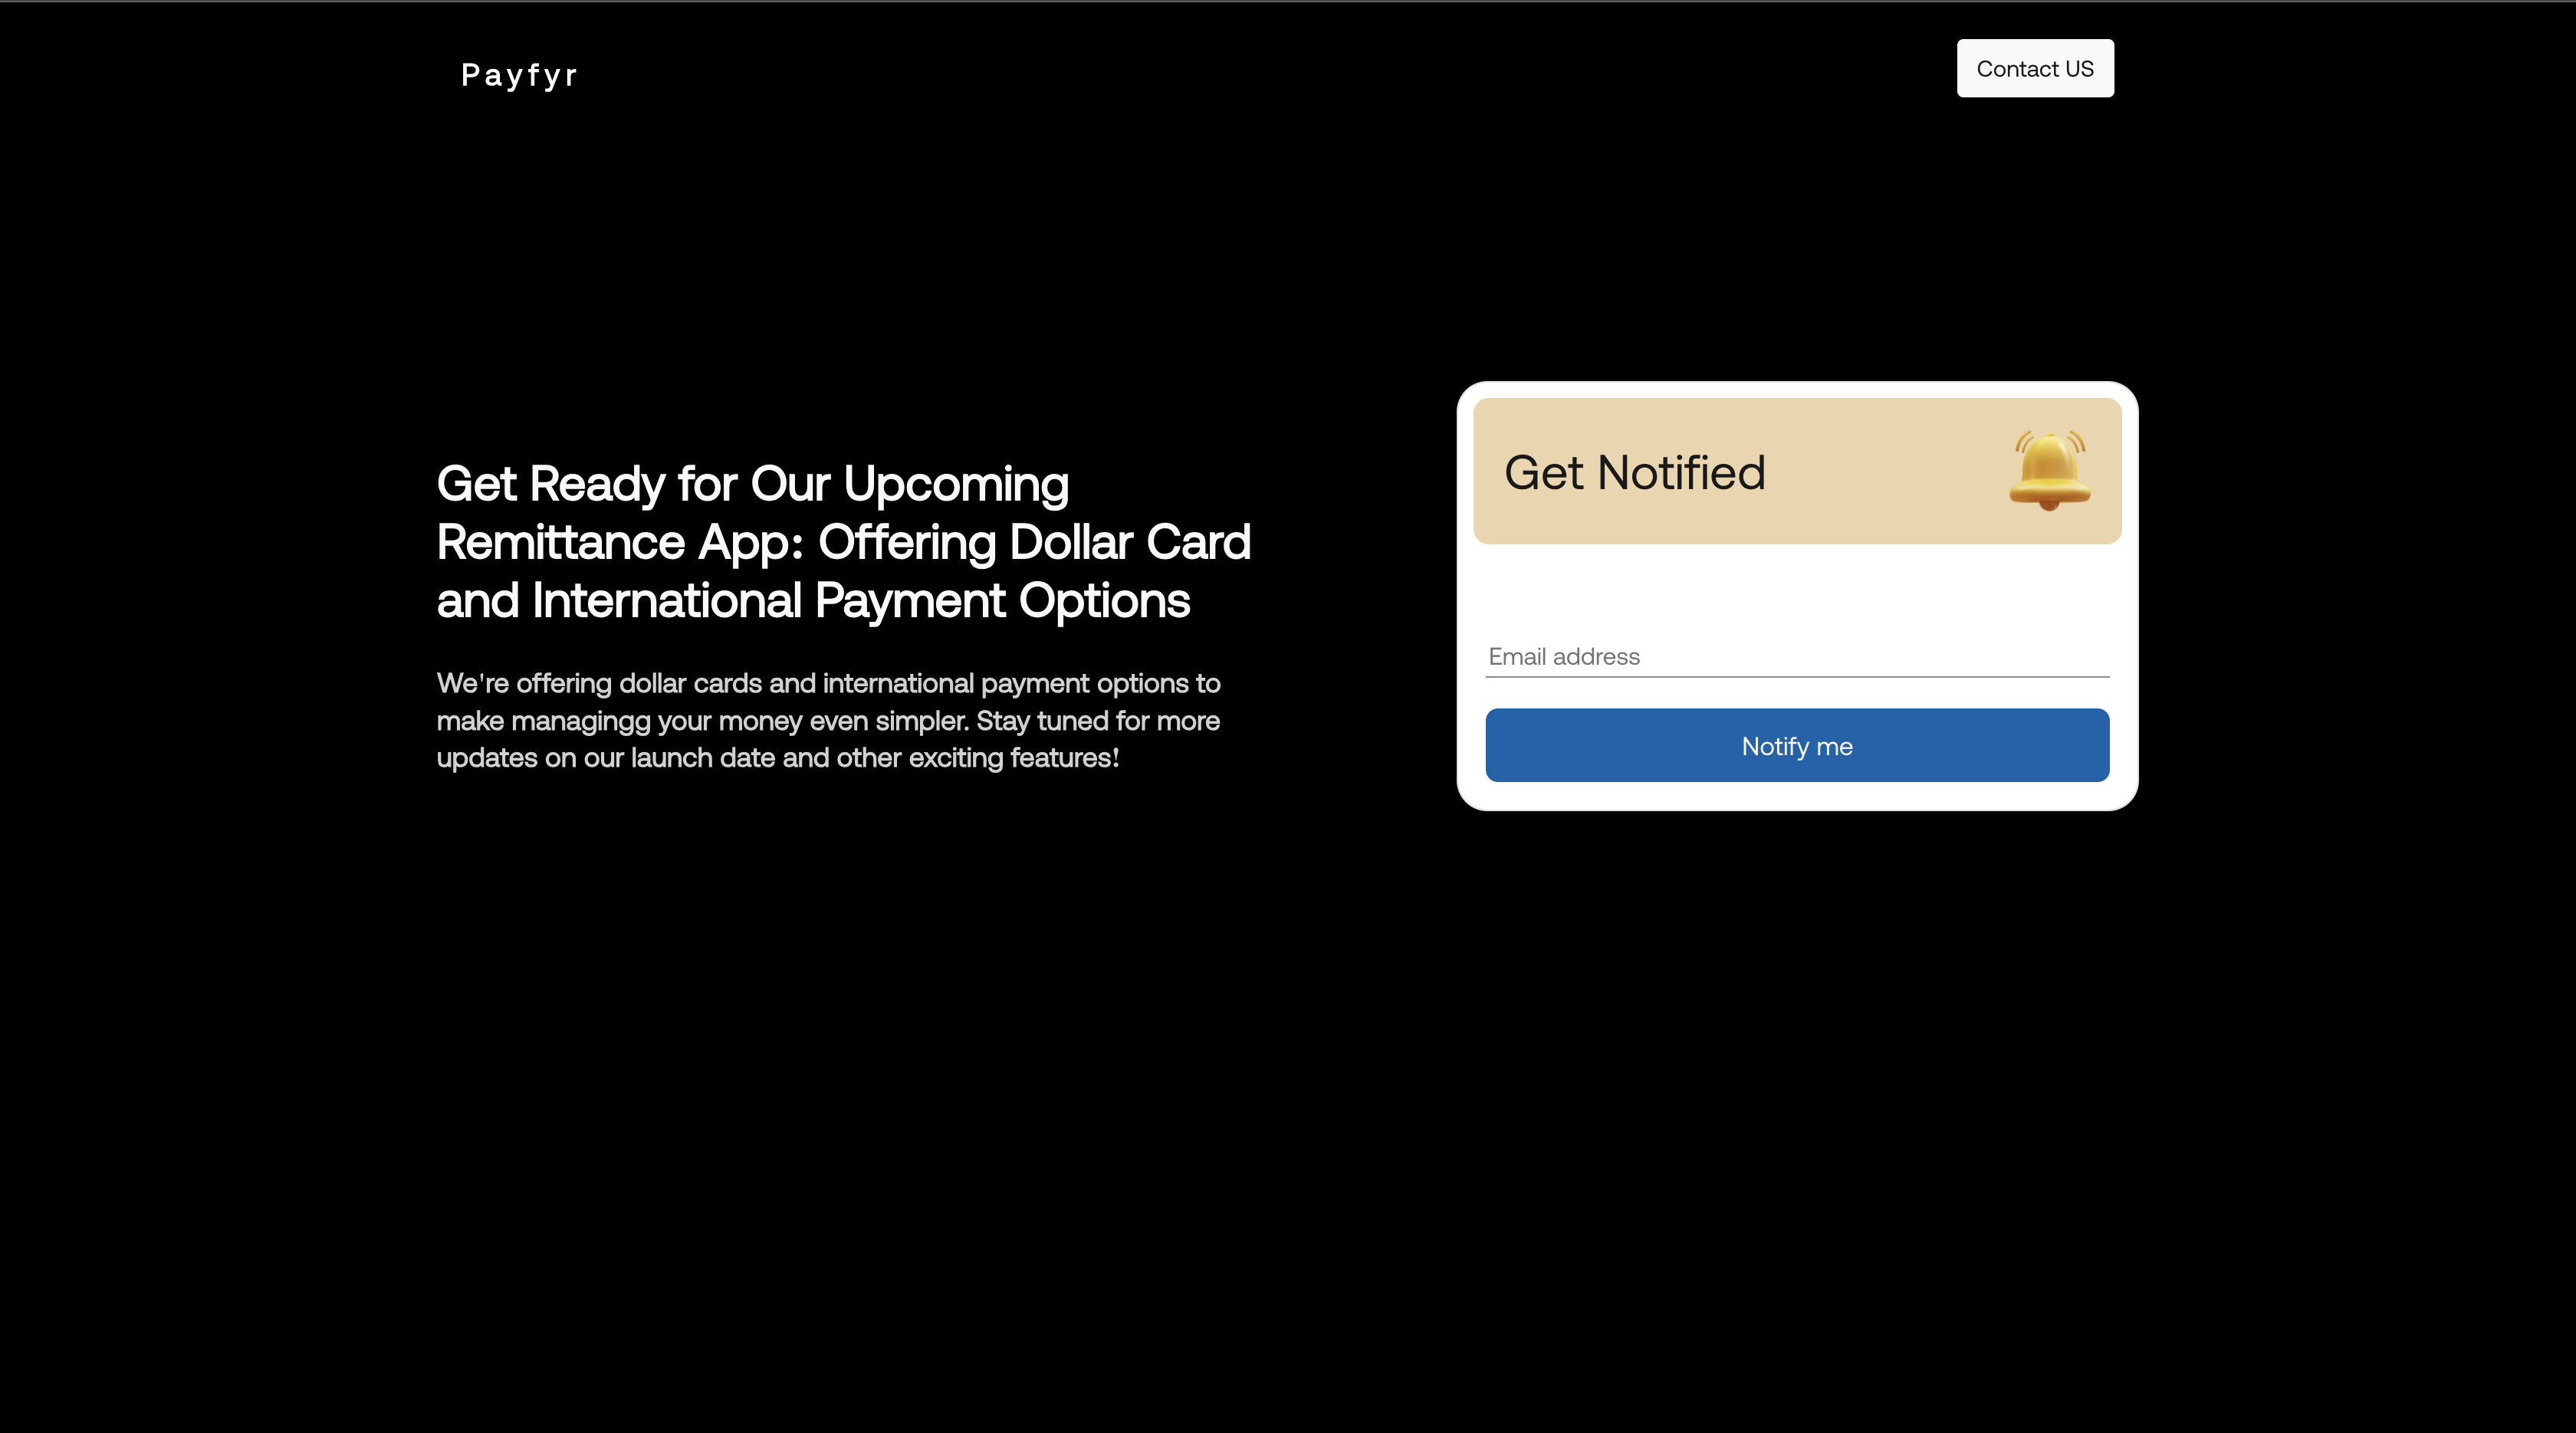 Payfyr
Contact US
Get Ready for Our Upcoming
Remittance App: Offering Dollar Card
and International Payment Options
We're offering dollar cards and international payment options to
make managingg your money even simpler. Stay tuned for more
updates on our launch date and other exciting features!
Get Notified
Email address
Notify me